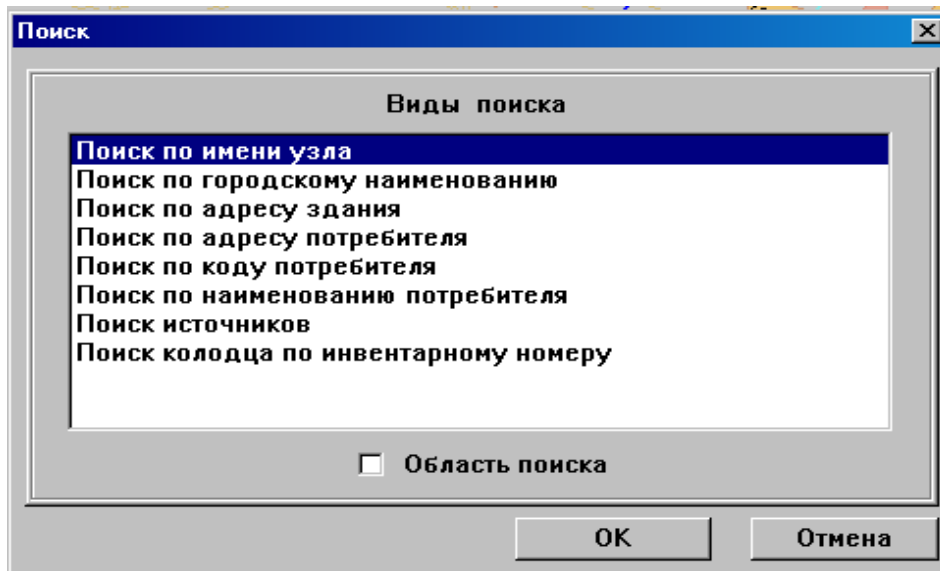 Поиск
Виды поиска
Поиск по имени узла
Поиск по городскому наименованию
Поиск по адресу здания
Поиск по адресу потребителя
Поиск по коду потребителя
Поиск по наименованию потребителя
Поиск источников
Поиск колодца по инвентарному номеру
Область поиска
OK
Отмена